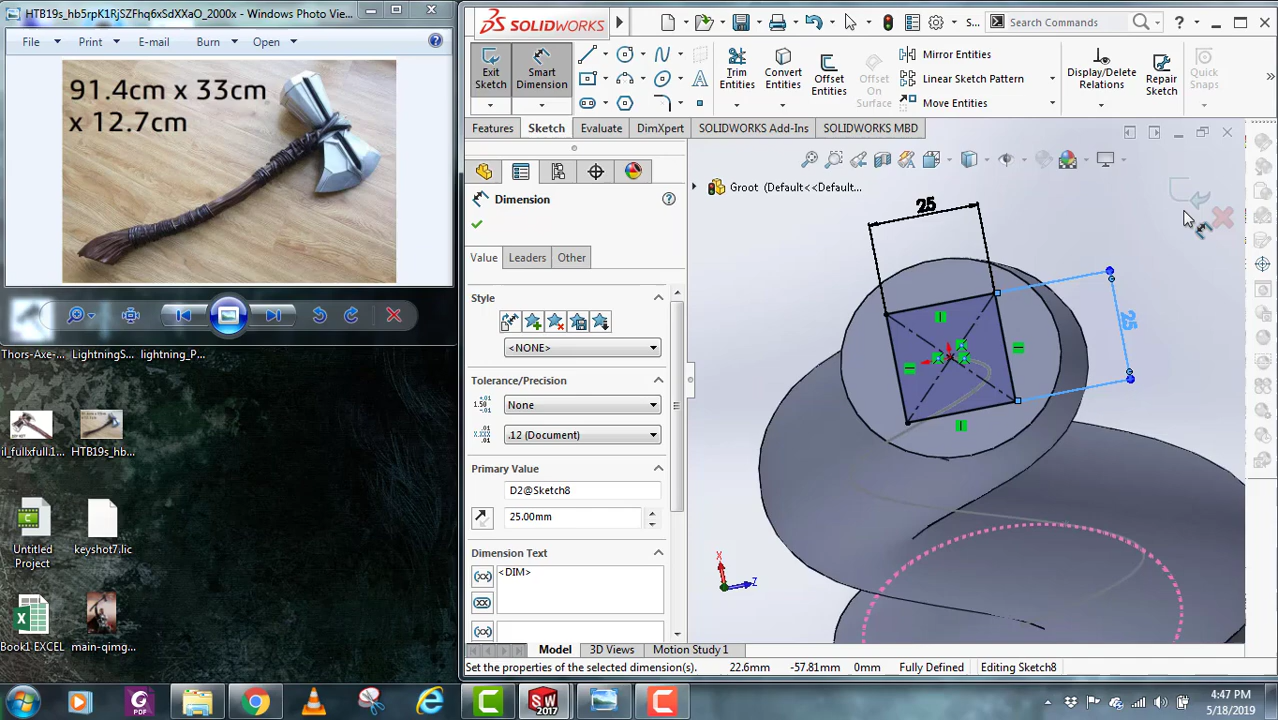 HTB19s_hb5rpK1RjSZFhq6xSdXXaO_2000x - Windows Photo Vie...
File Print E-mail Burn Open
91.4cm x 33cm
x 12.7cm
Thors-Axe-... LightningS... lightning_P...
il_fullxfull.1... HTB19s_hb...
Untitled Project
keyshot7.lic
Book1 EXCEL
main-qimg...
SOLIDWORKS
S...
Search Commands
Exit Sketch
Smart Dimension
Trim Entities
Convert Entities
Offset Entities
Offset On Surface
Mirror Entities
Linear Sketch Pattern
Move Entities
Display/Delete Relations
Repair Sketch
Quick Snaps
Features Sketch Evaluate DimXpert SOLIDWORKS Add-Ins SOLIDWORKS MBD
Dimension
Value Leaders Other
Style
<NONE>
Tolerance/Precision
None
.12 (Document)
Primary Value
D2@Sketch8
25.00mm
Dimension Text
<DIM>
Groot (Default<<Default...
25
25
X
Z
Model 3D Views Motion Study 1
Set the properties of the selected dimension(s). 22.6mm -57.81mm 0mm Fully Defined Editing Sketch8
PDF
SW
2017
4:47 PM
5/18/2019